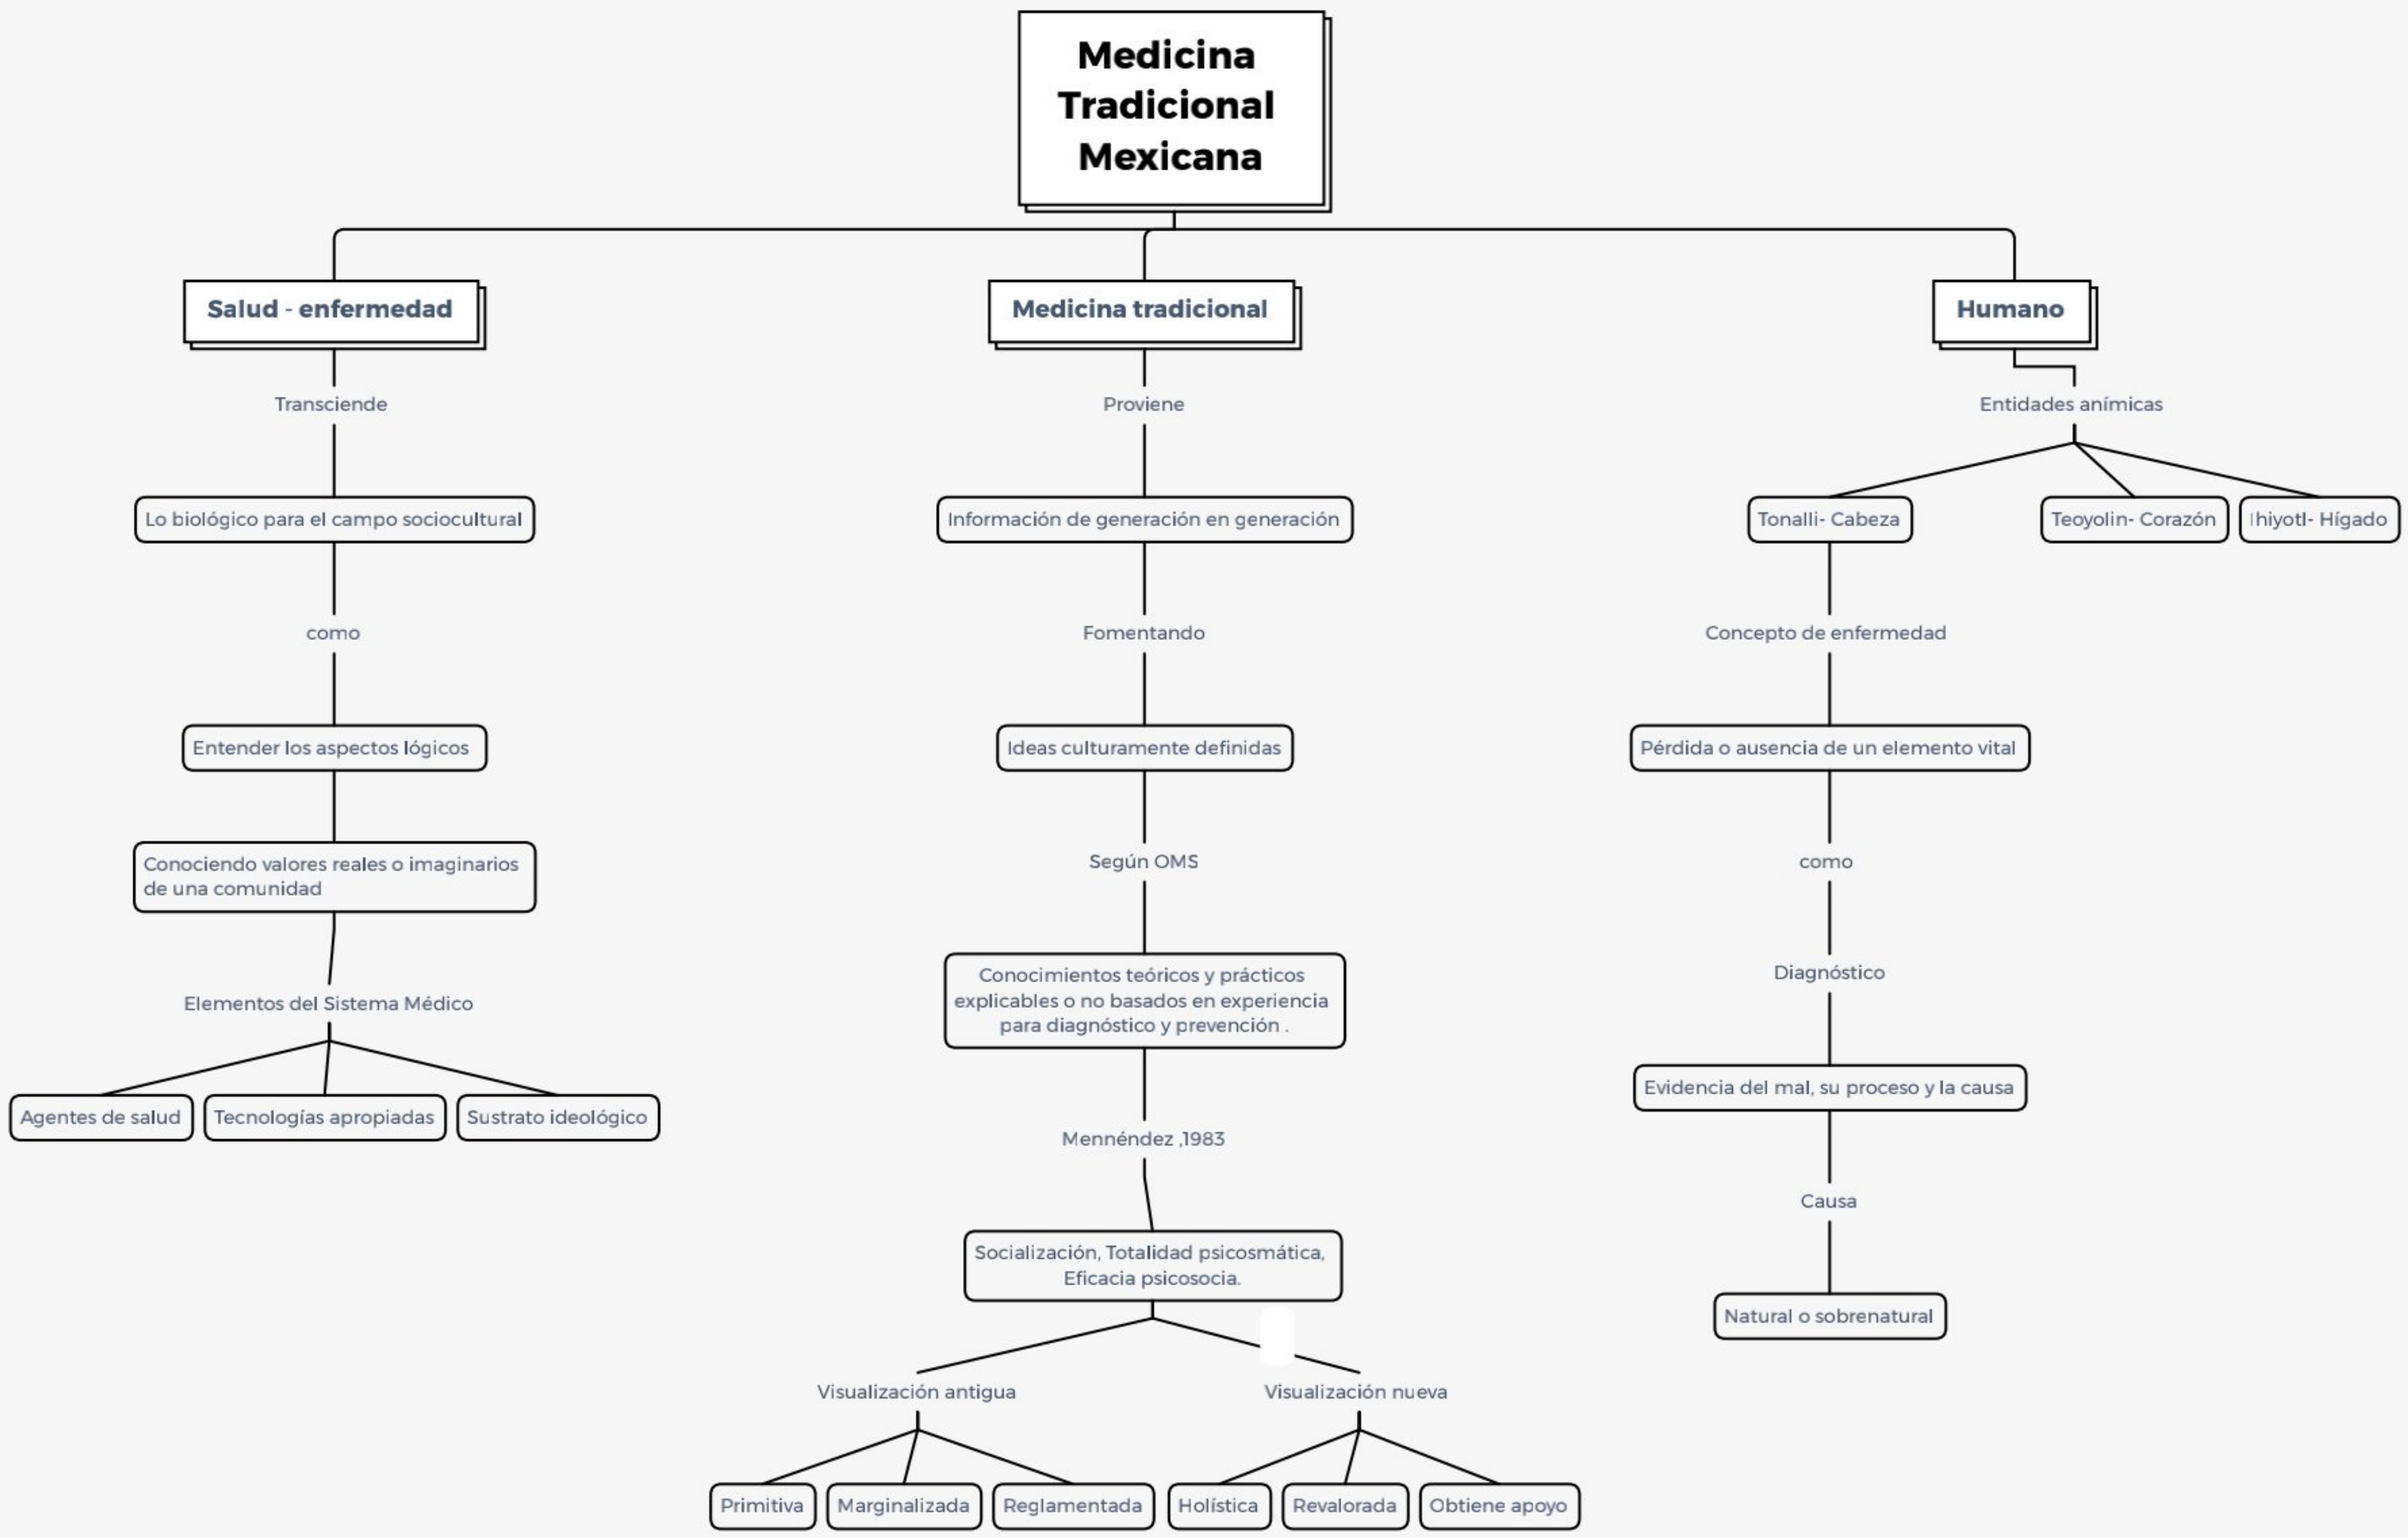 Medicina
Tradicional
Mexicana
Salud - enfermedad
Transciende
Lo biológico para el campo sociocultural
como
Entender los aspectos lógicos
Conociendo valores reales o imaginarios
de una comunidad
Elementos del Sistema Médico
Agentes de salud
Tecnologías apropiadas
Sustrato ideológico
Medicina tradicional
Proviene
Información de generación en generación
Fomentando
Ideas culturamente definidas
Según OMS
Conocimientos teóricos y prácticos
explicables o no basados en experiencia
para diagnóstico y prevención .
Mennéndez ,1983
Socialización, Totalidad psicosmática,
Eficacia psicosocia.
Visualización antigua
Primitiva
Marginalizada
Reglamentada
Visualización nueva
Holística
Revalorada
Obtiene apoyo
Humano
Entidades anímicas
Tonalli- Cabeza
Teoyolin- Corazón
Ihiyotl- Hígado
Concepto de enfermedad
Pérdida o ausencia de un elemento vital
como
Diagnóstico
Evidencia del mal, su proceso y la causa
Causa
Natural o sobrenatural